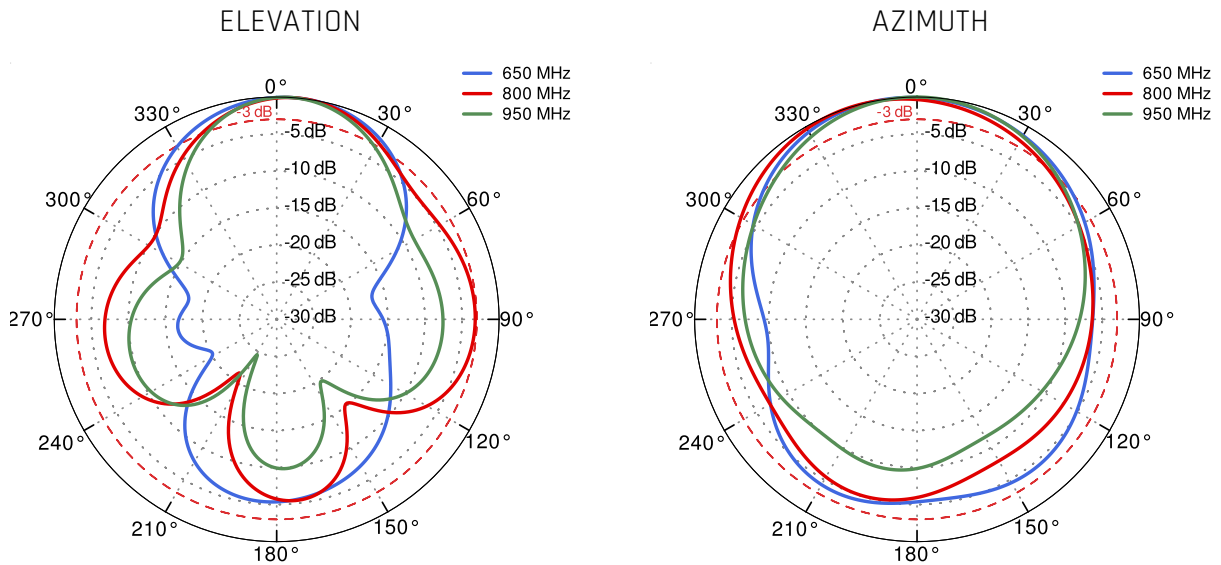 ELEVATION
650 MHz
800 MHz
950 MHz
0°
330°
30°
-3 dB
-5 dB
-10 dB
300°
60°
-15 dB
-20 dB
-25 dB
270°
-30 dB
90°
240°
120°
210°
150°
180°
AZIMUTH
650 MHz
800 MHz
950 MHz
0°
330°
30°
-3 dB
-5 dB
-10 dB
300°
60°
-15 dB
-20 dB
-25 dB
270°
-30 dB
90°
240°
120°
210°
150°
180°